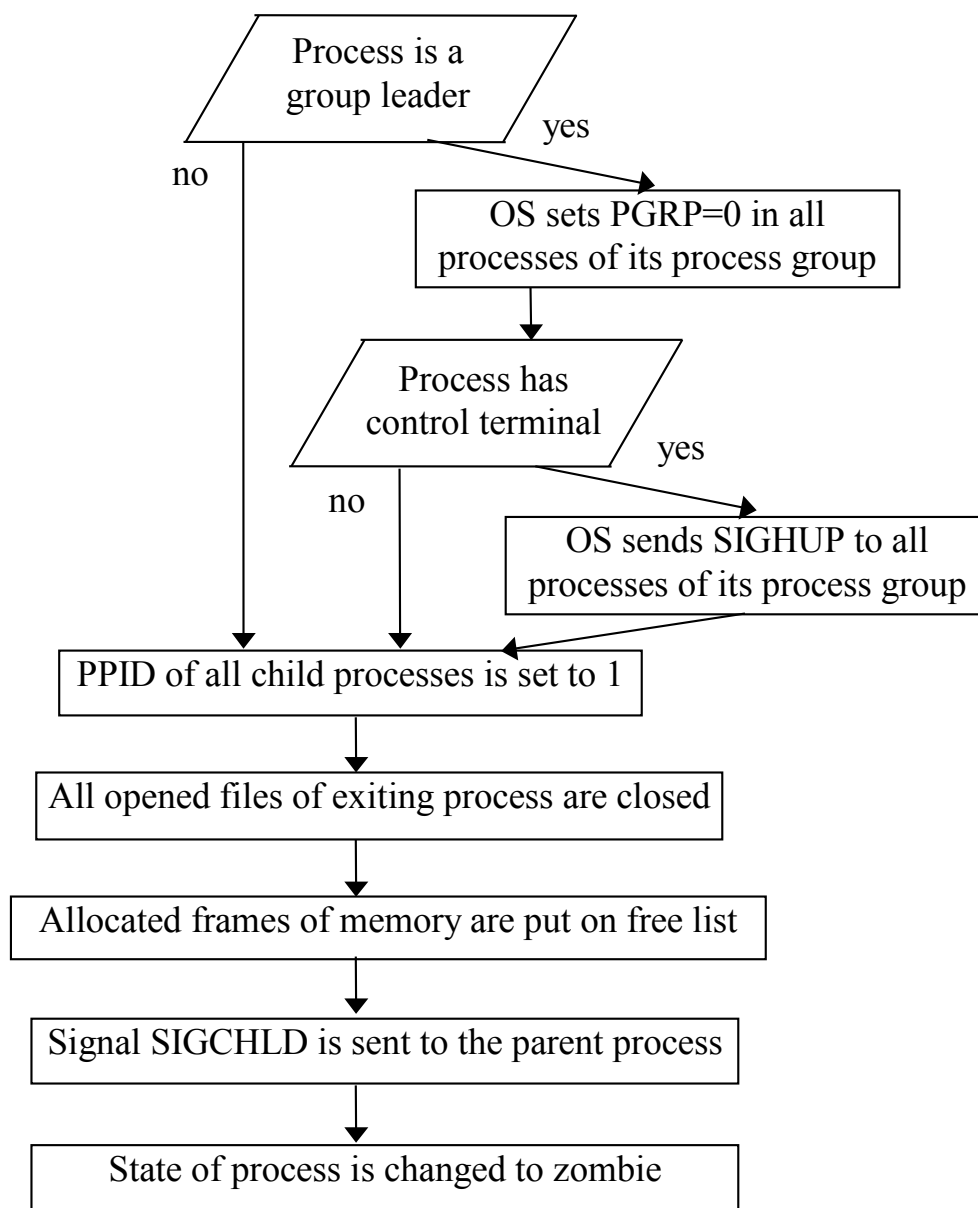 Process is a
group leader
yes
no
OS sets PGRP=0 in all
processes of its process group
Process has
control terminal
yes
no
OS sends SIGHUP to all
processes of its process group
PPID of all child processes is set to 1
All opened files of exiting process are closed
Allocated frames of memory are put on free list
Signal SIGCHLD is sent to the parent process
State of process is changed to zombie